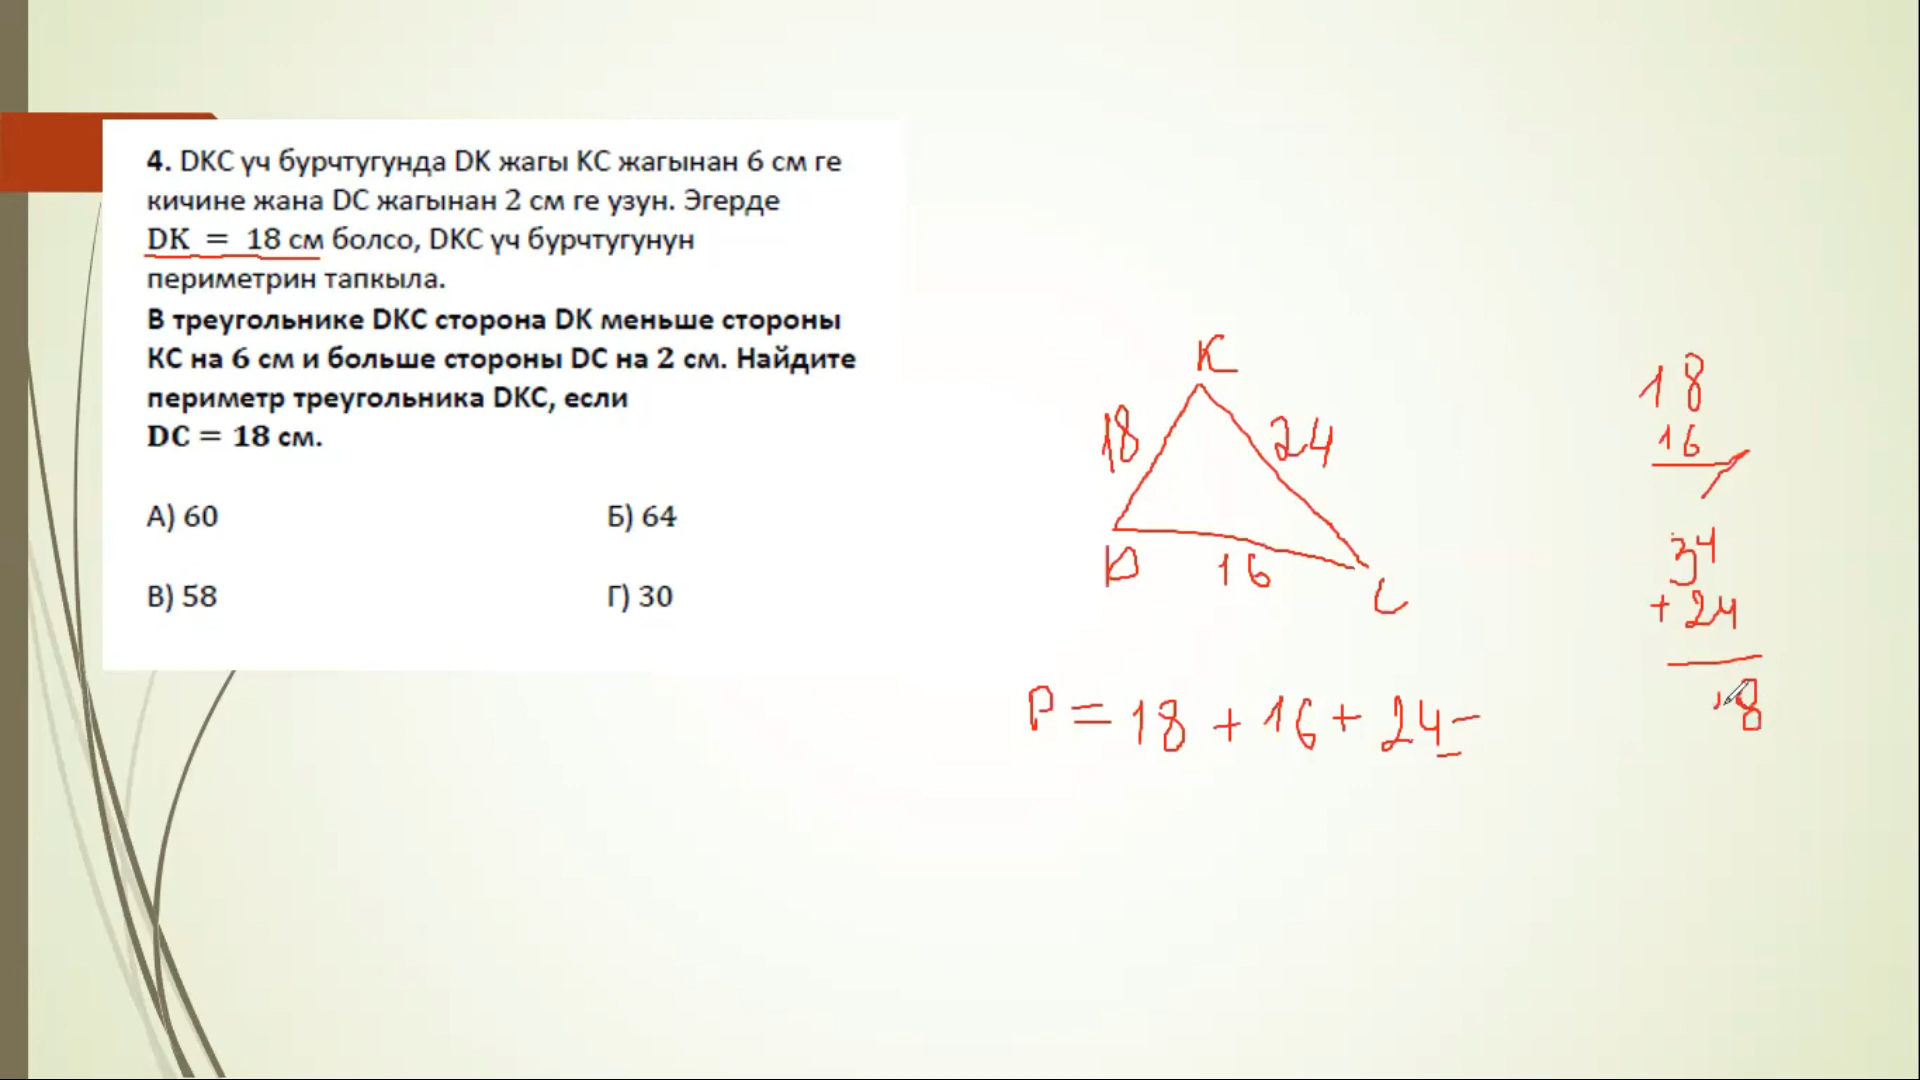 4. DKC үч бурчтугунда DK жагы KC жагынан 6 см ге
кичине жана DC жагынан 2 см ге узун. Эгерде
DK = 18 см болсо, DKC үч бурчтугунун
периметрин тапкыла.
В треугольнике DKC сторона DK меньше стороны
KC на 6 см и больше стороны DC на 2 см. Найдите
периметр треугольника DKC, если
DC = 18 см.
А) 60
Б) 64
В) 58
Г) 30
K
18
24
D
16
C
P = 18 + 16 + 24 =
18
16
34
+ 24
8